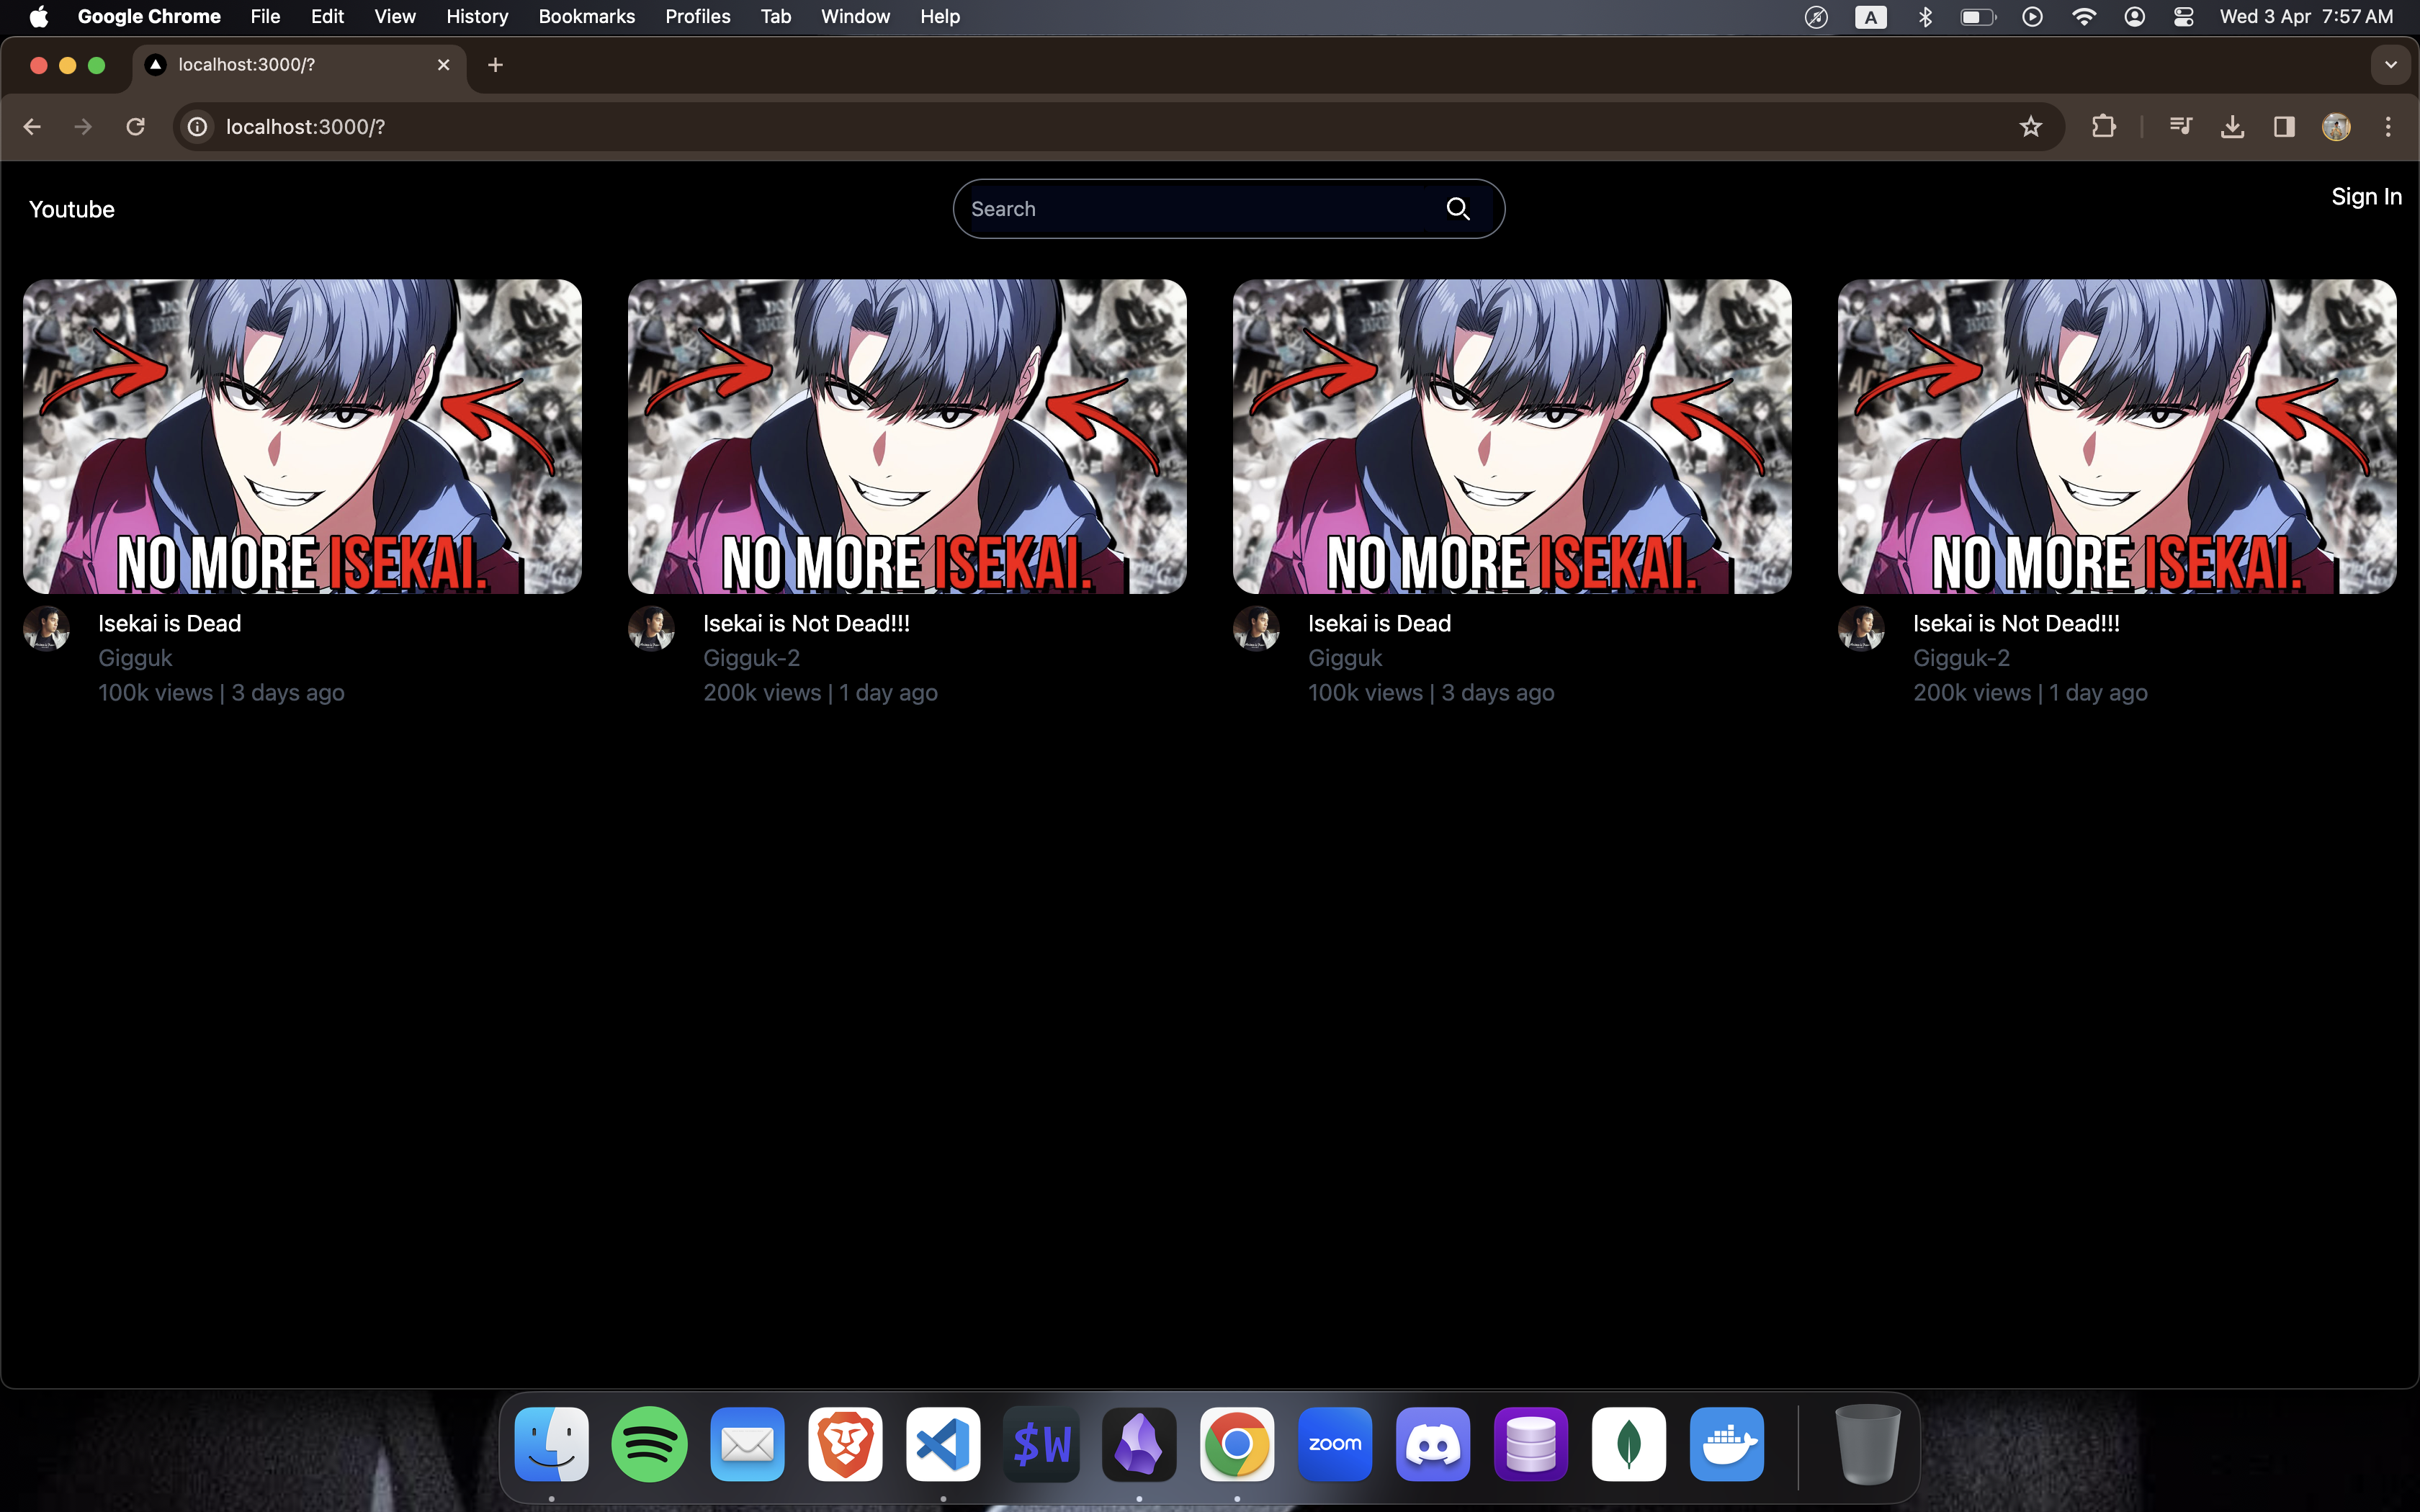 Google Chrome File Edit View History Bookmarks Profiles Tab Window Help A Wed 3 Apr 7:57 AM
localhost:3000/?
localhost:3000/?
Youtube Search Sign In
NO MORE ISEKAI. NO MORE ISEKAI. NO MORE ISEKAI. NO MORE ISEKAI.
Isekai is Dead Isekai is Not Dead!!! Isekai is Dead Isekai is Not Dead!!!
Gigguk Gigguk-2 Gigguk Gigguk-2
100k views | 3 days ago 200k views | 1 day ago 100k views | 3 days ago 200k views | 1 day ago
$W zoom